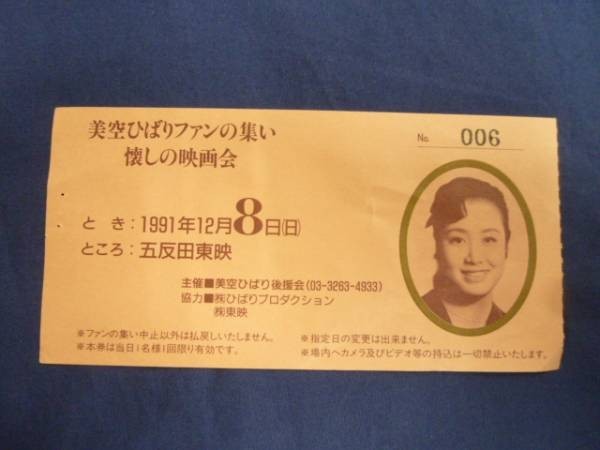 美空ひばりファンの集い
懐しの映画会
No 006
とき:1991年12月8日(日)
ところ:五反田東映
主催■美空ひばり後援会(03-3263-4933)
協力■㈱ひばりプロダクション
㈱東映
※ファンの集い中止以外は払戻しいたしません。
※本券は当日1名様1回限り有効です。
※指定日の変更は出来ません。
※場内へカメラ及びビデオ等の持込は一切禁止いたします。